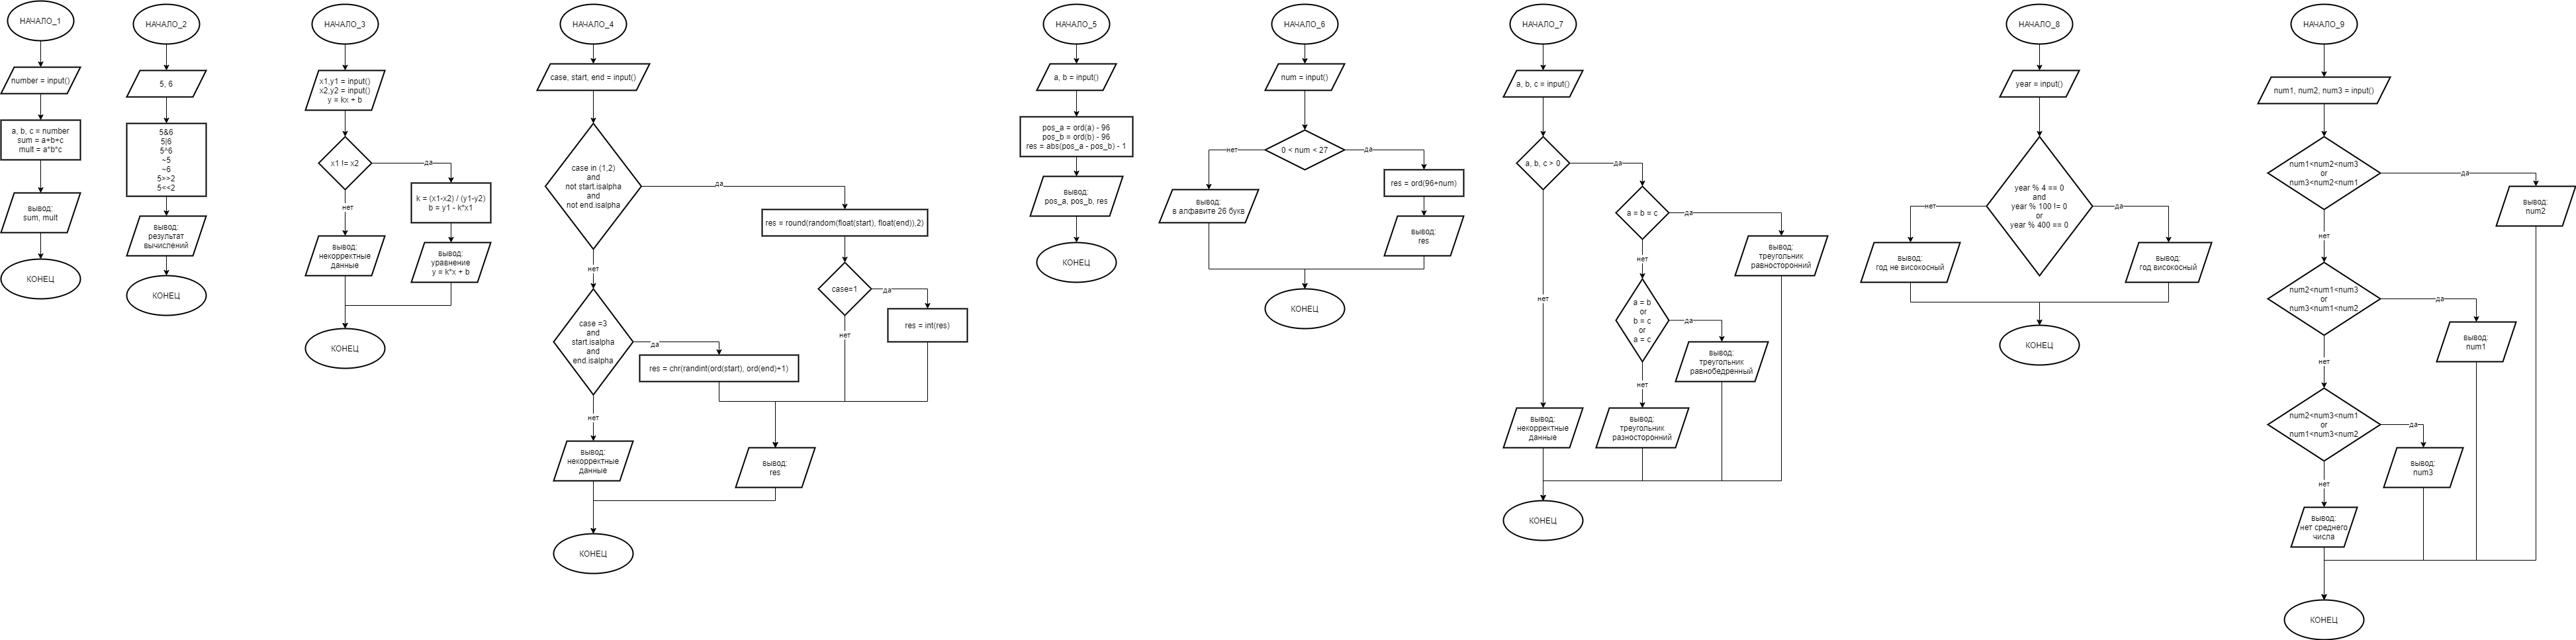 НАЧАЛО_1
number = input()
a, b, c = number
sum = a+b+c
mult = a*b*c
вывод:
sum, mult
КОНЕЦ
НАЧАЛО_2
5, 6
5&6
5|6
5^6
~5
~6
5>>2
5<<2
вывод:
результат
вычислений
КОНЕЦ
НАЧАЛО_3
x1,y1 = input()
x2,y2 = input()
y = kx + b
x1 != x2
да
k = (x1-x2) / (y1-y2)
b = y1 - k*x1
нет
вывод:
некорректные
данные
вывод:
уравнение
y = k*x + b
КОНЕЦ
НАЧАЛО_4
case, start, end = input()
case in (1,2)
and
not start.isalpha
and
not end.isalpha
да
res = round(random(float(start), float(end)),2)
нет
case=1
да
res = int(res)
нет
case =3
and
start.isalpha
and
end.isalpha
да
res = chr(randint(ord(start), ord(end)+1)
нет
вывод:
некорректные
данные
вывод:
res
КОНЕЦ
НАЧАЛО_5
a, b = input()
pos_a = ord(a) - 96
pos_b = ord(b) - 96
res = abs(pos_a - pos_b) - 1
вывод:
pos_a, pos_b, res
КОНЕЦ
НАЧАЛО_6
num = input()
0 < num < 27
нет
да
вывод:
в алфавите 26 букв
res = ord(96+num)
вывод:
res
КОНЕЦ
НАЧАЛО_7
a, b, c = input()
a, b, c > 0
да
a = b = c
да
вывод:
треугольник
равносторонний
нет
нет
a = b
or
b = c
or
a = c
да
вывод:
треугольник
равнобедренный
нет
вывод:
некорректные
данные
вывод:
треугольник
разносторонний
КОНЕЦ
НАЧАЛО_8
year = input()
year % 4 == 0
and
year % 100 != 0
or
year % 400 == 0
нет
да
вывод:
год не високосный
вывод:
год високосный
КОНЕЦ
НАЧАЛО_9
num1, num2, num3 = input()
num1<num2<num3
or
num3<num2<num1
да
вывод:
num2
нет
num2<num1<num3
or
num3<num1<num2
да
вывод:
num1
нет
num2<num3<num1
or
num1<num3<num2
да
вывод:
num3
нет
вывод:
нет среднего
числа
КОНЕЦ